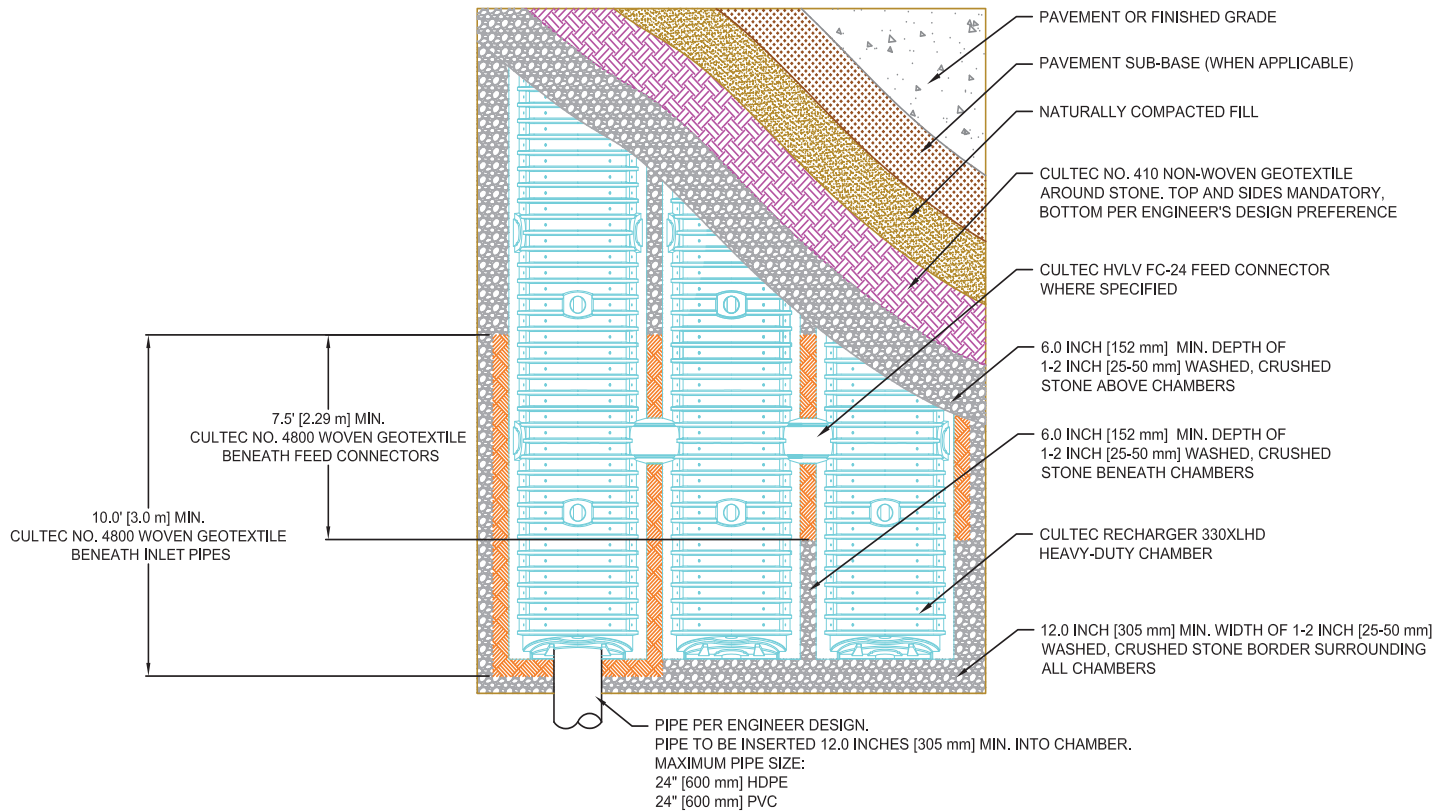 PAVEMENT OR FINISHED GRADE
PAVEMENT SUB-BASE (WHEN APPLICABLE)
NATURALLY COMPACTED FILL
CULTEC NO. 410 NON-WOVEN GEOTEXTILE
AROUND STONE. TOP AND SIDES MANDATORY,
BOTTOM PER ENGINEER'S DESIGN PREFERENCE
CULTEC HVLV FC-24 FEED CONNECTOR
WHERE SPECIFIED
6.0 INCH [152 mm] MIN. DEPTH OF
1-2 INCH [25-50 mm] WASHED, CRUSHED
STONE ABOVE CHAMBERS
6.0 INCH [152 mm] MIN. DEPTH OF
1-2 INCH [25-50 mm] WASHED, CRUSHED
STONE BENEATH CHAMBERS
CULTEC RECHARGER 330XLHD
HEAVY-DUTY CHAMBER
12.0 INCH [305 mm] MIN. WIDTH OF 1-2 INCH [25-50 mm]
WASHED, CRUSHED STONE BORDER SURROUNDING
ALL CHAMBERS
7.5' [2.29 m] MIN.
CULTEC NO. 4800 WOVEN GEOTEXTILE
BENEATH FEED CONNECTORS
10.0' [3.0 m] MIN.
CULTEC NO. 4800 WOVEN GEOTEXTILE
BENEATH INLET PIPES
PIPE PER ENGINEER DESIGN.
PIPE TO BE INSERTED 12.0 INCHES [305 mm] MIN. INTO CHAMBER.
MAXIMUM PIPE SIZE:
24" [600 mm] HDPE
24" [600 mm] PVC